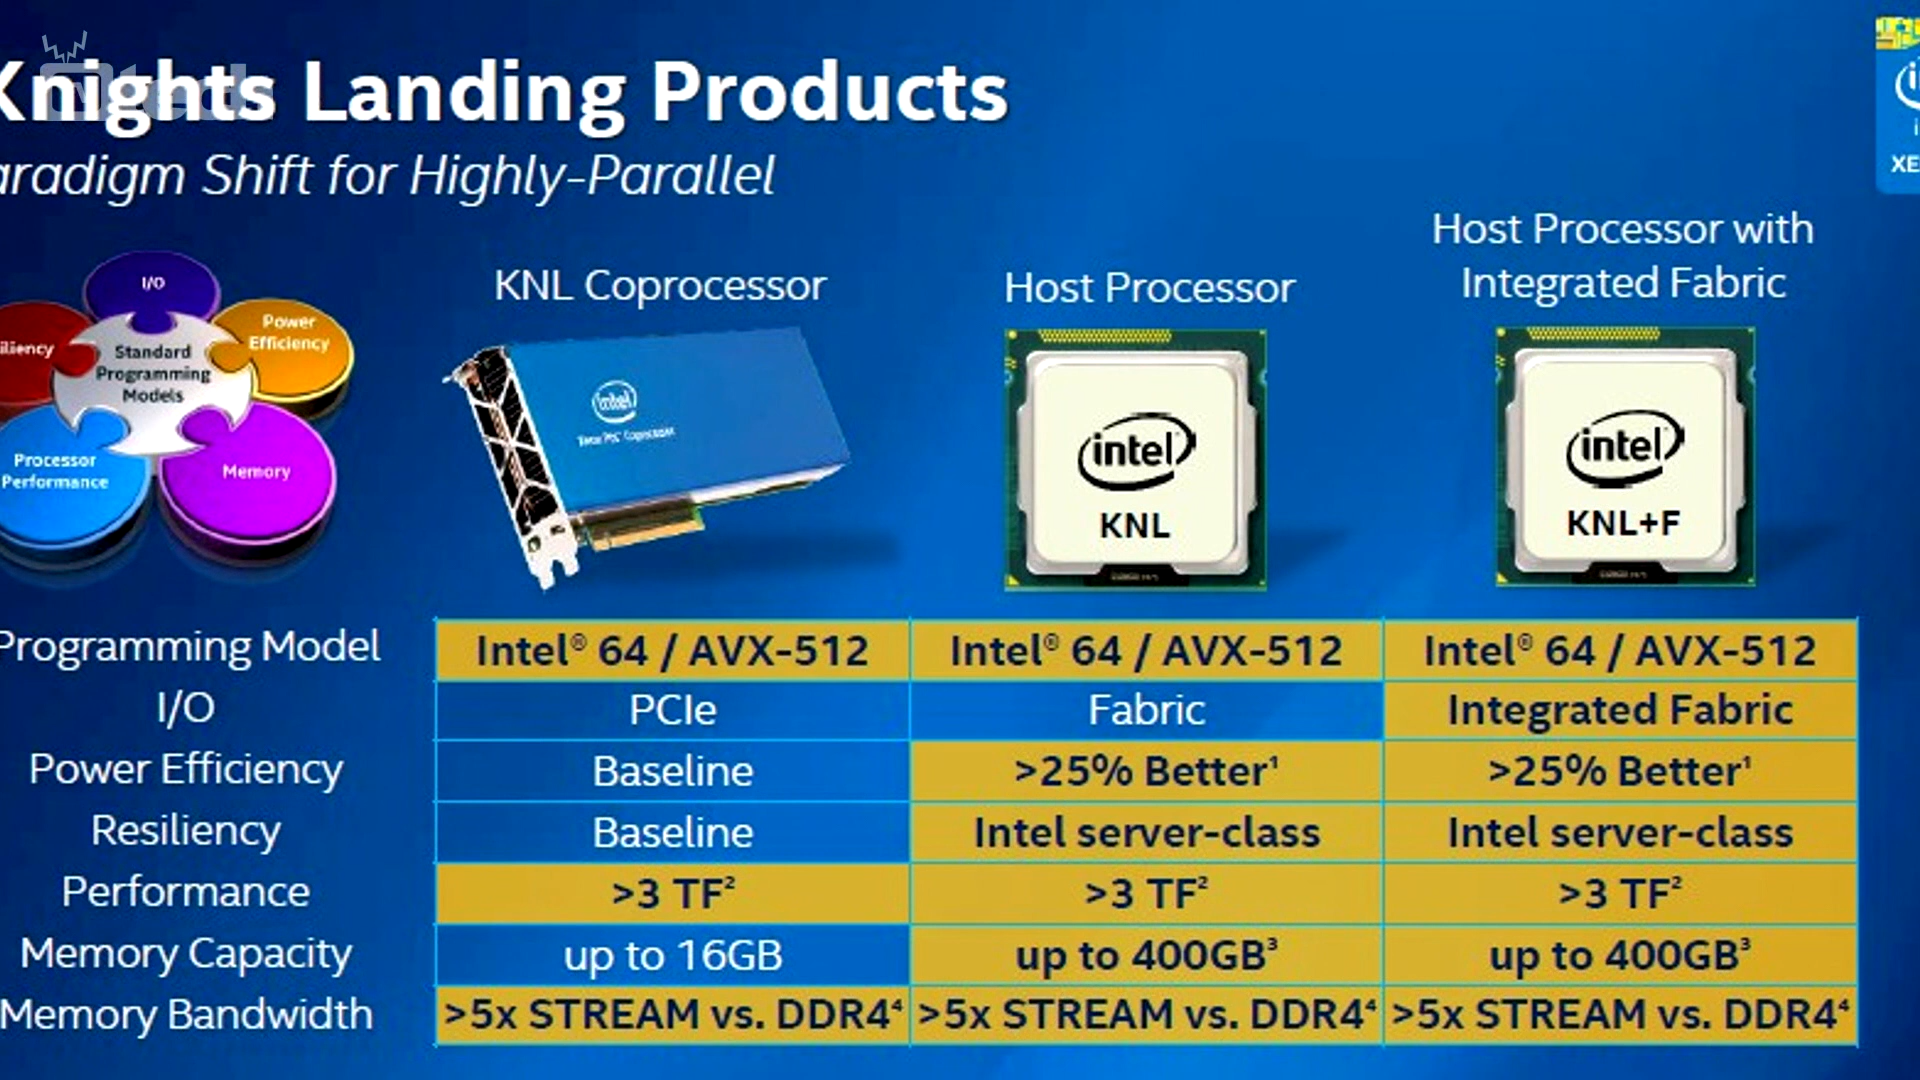 Knights Landing Products
aradigm Shift for Highly-Parallel
XE
I/O
Power
Efficiency
iliency
Standard
Programming
Models
Processor
Performance
Memory
KNL Coprocessor
Host Processor
Host Processor with
Integrated Fabric
intel
Xeon Phi™ Coprocessor
intel
KNL
intel
KNL+F
Programming Model Intel® 64 / AVX-512 Intel® 64 / AVX-512 Intel® 64 / AVX-512
I/O PCIe Fabric Integrated Fabric
Power Efficiency Baseline >25% Better¹ >25% Better¹
Resiliency Baseline Intel server-class Intel server-class
Performance >3 TF² >3 TF² >3 TF²
Memory Capacity up to 16GB up to 400GB³ up to 400GB³
Memory Bandwidth >5x STREAM vs. DDR4⁴ >5x STREAM vs. DDR4⁴ >5x STREAM vs. DDR4⁴